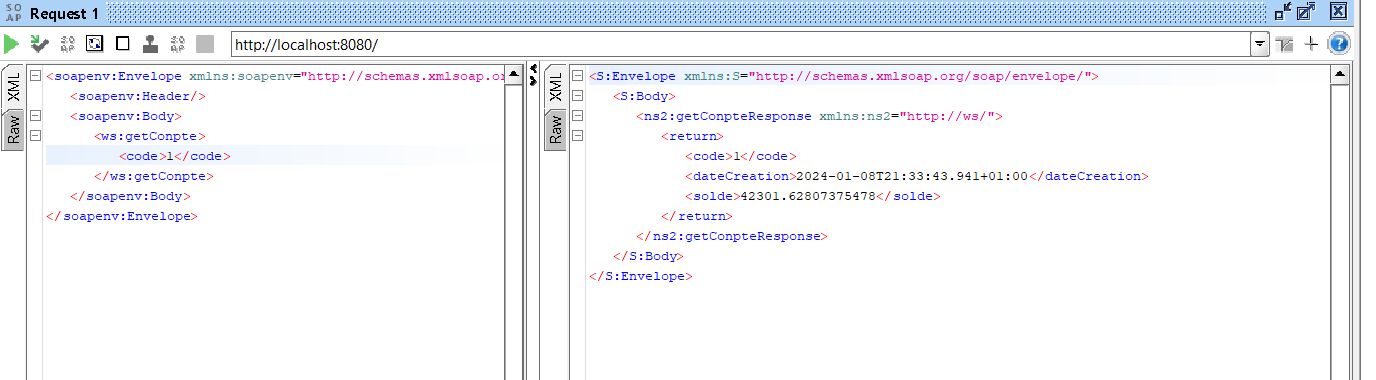 SO
AP Request 1
http://localhost:8080/
XML
Raw
<soapenv:Envelope xmlns:soapenv="http://schemas.xmlsoap.or
<soapenv:Header/>
<soapenv:Body>
<ws:getConpte>
<code>1</code>
</ws:getConpte>
</soapenv:Body>
</soapenv:Envelope>
XML
Raw
<S:Envelope xmlns:S="http://schemas.xmlsoap.org/soap/envelope/">
<S:Body>
<ns2:getConpteResponse xmlns:ns2="http://ws/">
<return>
<code>1</code>
<dateCreation>2024-01-08T21:33:43.941+01:00</dateCreation>
<solde>42301.62807375478</solde>
</return>
</ns2:getConpteResponse>
</S:Body>
</S:Envelope>